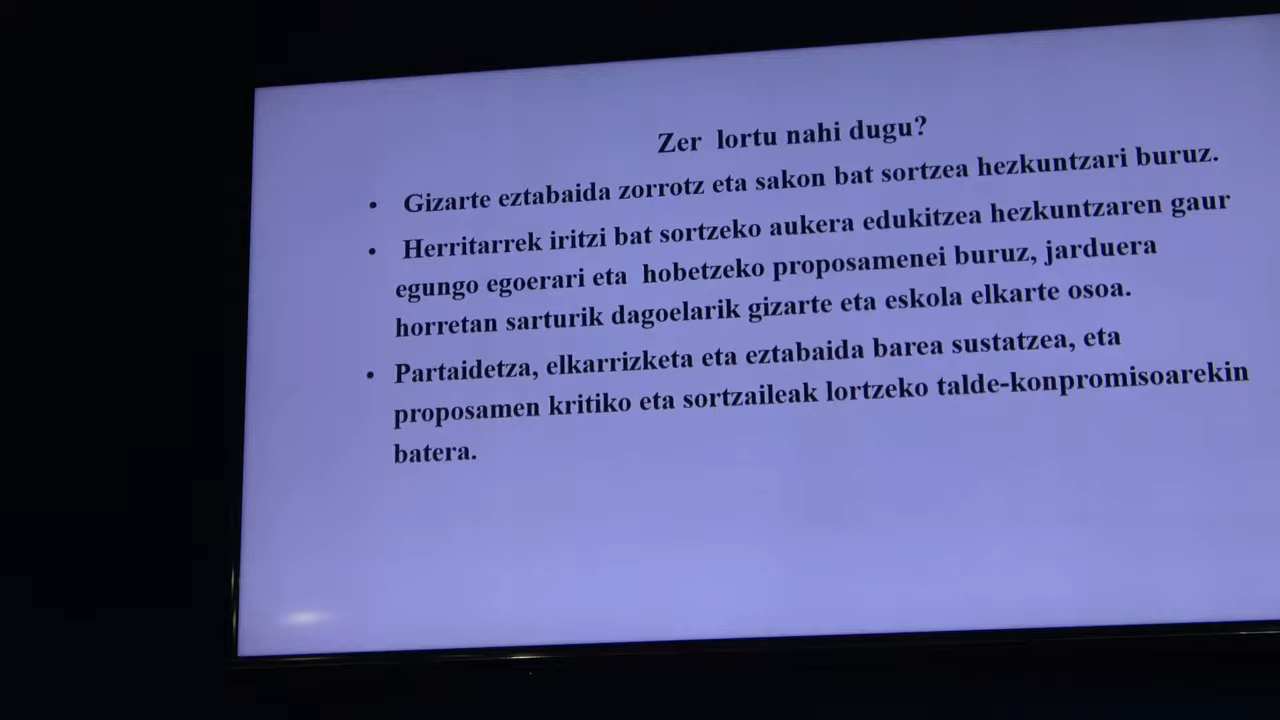 Zer lortu nahi dugu?
• Gizarte eztabaida zorrotz eta sakon bat sortzea hezkuntzari buruz.
• Herritarrek iritzi bat sortzeko aukera edukitzea hezkuntzaren gaur
egungo egoerari eta hobetzeko proposamenei buruz, jarduera
horretan sarturik dagoelarik gizarte eta eskola elkarte osoa.
• Partaidetza, elkarrizketa eta eztabaida barea sustatzea, eta
proposamen kritiko eta sortzaileak lortzeko talde-konpromisoarekin
batera.